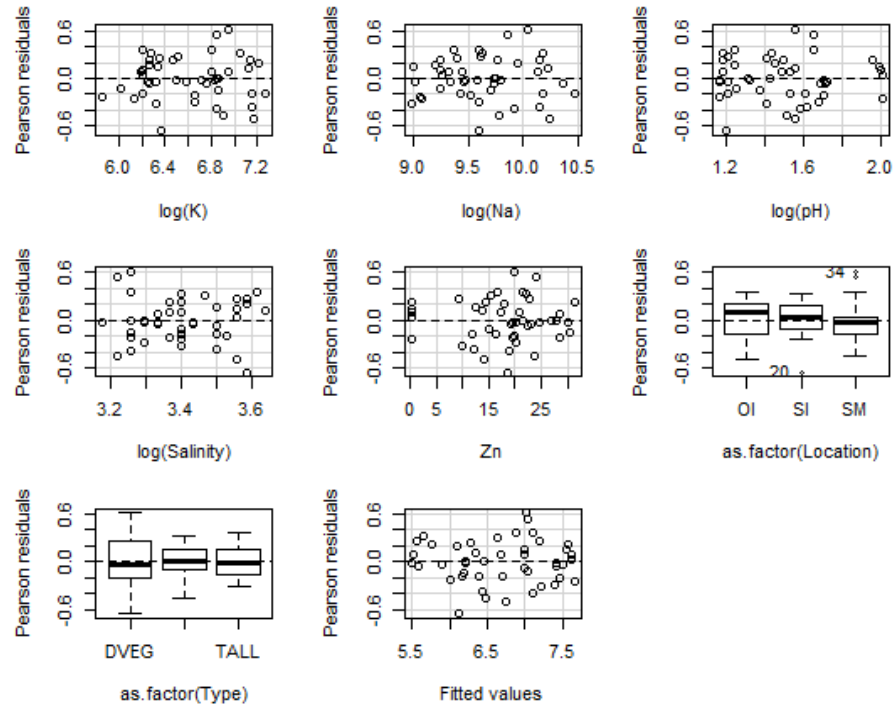 Pearson residuals
0.6
0.0
-0.6
6.0 6.4 6.8 7.2
log(K)
Pearson residuals
0.6
0.0
-0.6
9.0 9.5 10.0 10.5
log(Na)
Pearson residuals
0.6
0.0
-0.6
1.2 1.6 2.0
log(pH)
Pearson residuals
0.6
0.0
-0.6
3.2 3.4 3.6
log(Salinity)
Pearson residuals
0.6
0.0
-0.6
0 5 15 25
Zn
Pearson residuals
0.6
0.0
-0.6
34
20
OI SI SM
as.factor(Location)
Pearson residuals
0.6
0.0
-0.6
DVEG TALL
as.factor(Type)
Pearson residuals
0.6
0.0
-0.6
5.5 6.5 7.5
Fitted values